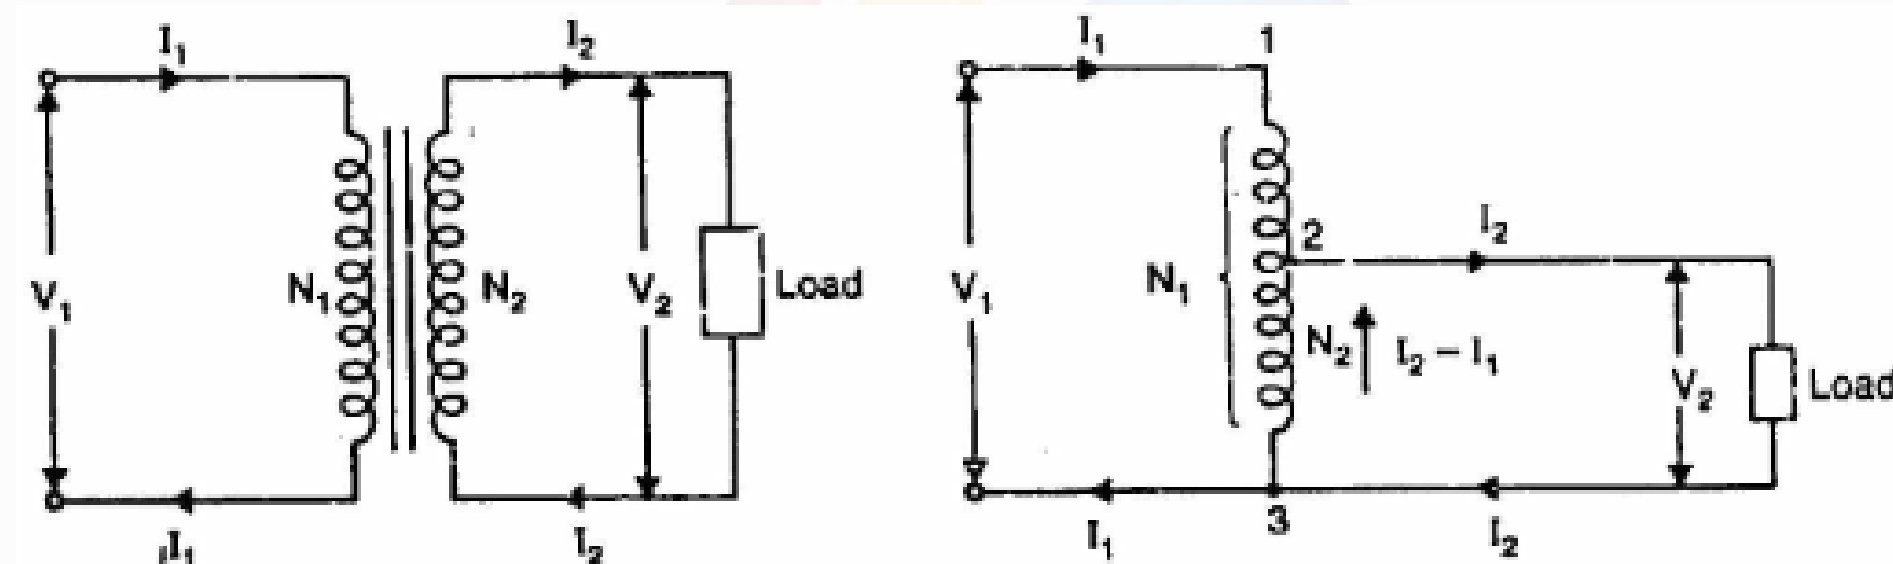 I₁
I₂
V₁
N₁
N₂
V₂
Load
I₁
I₂
I₁
1
2
I₂
V₁
N₁
N₂
I₂ – I₁
V₂
Load
I₁
3
I₂